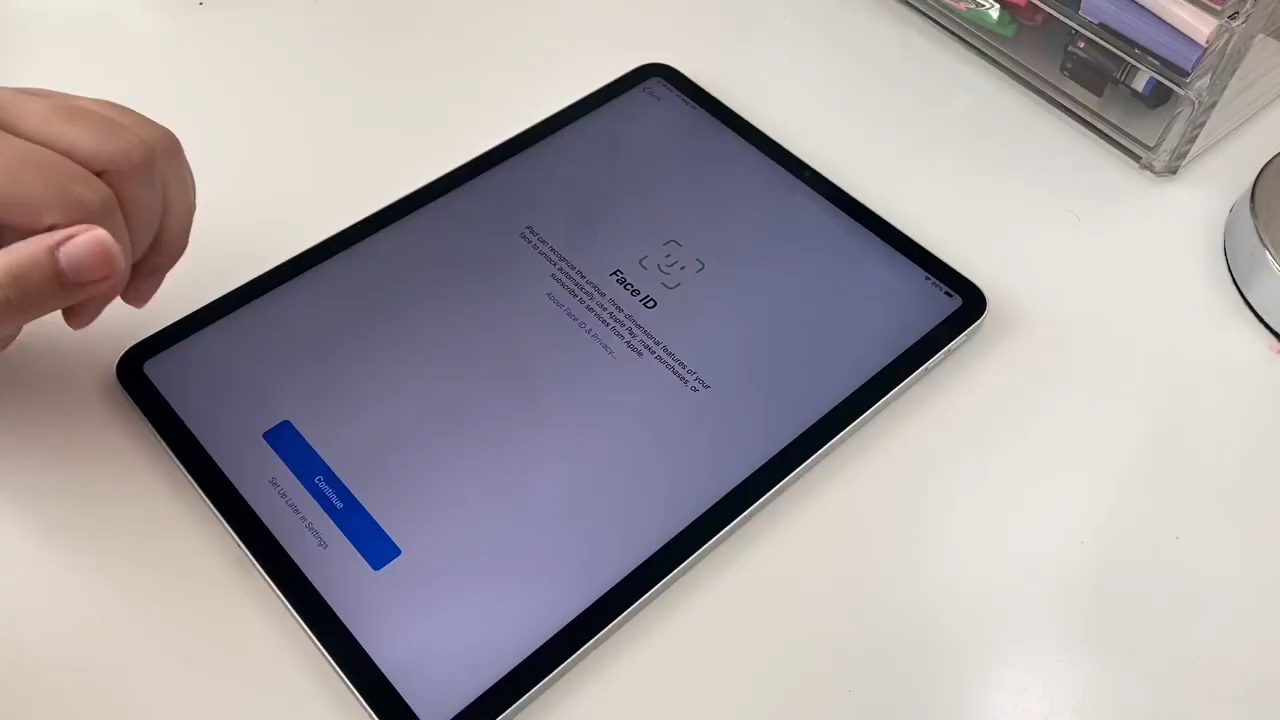 Back
Face ID
iPad can recognize the unique, three-dimensional features of your
face to unlock automatically, use Apple Pay, make purchases, or
subscribe to services from Apple.
About Face ID & Privacy...
Continue
Set Up Later in Settings